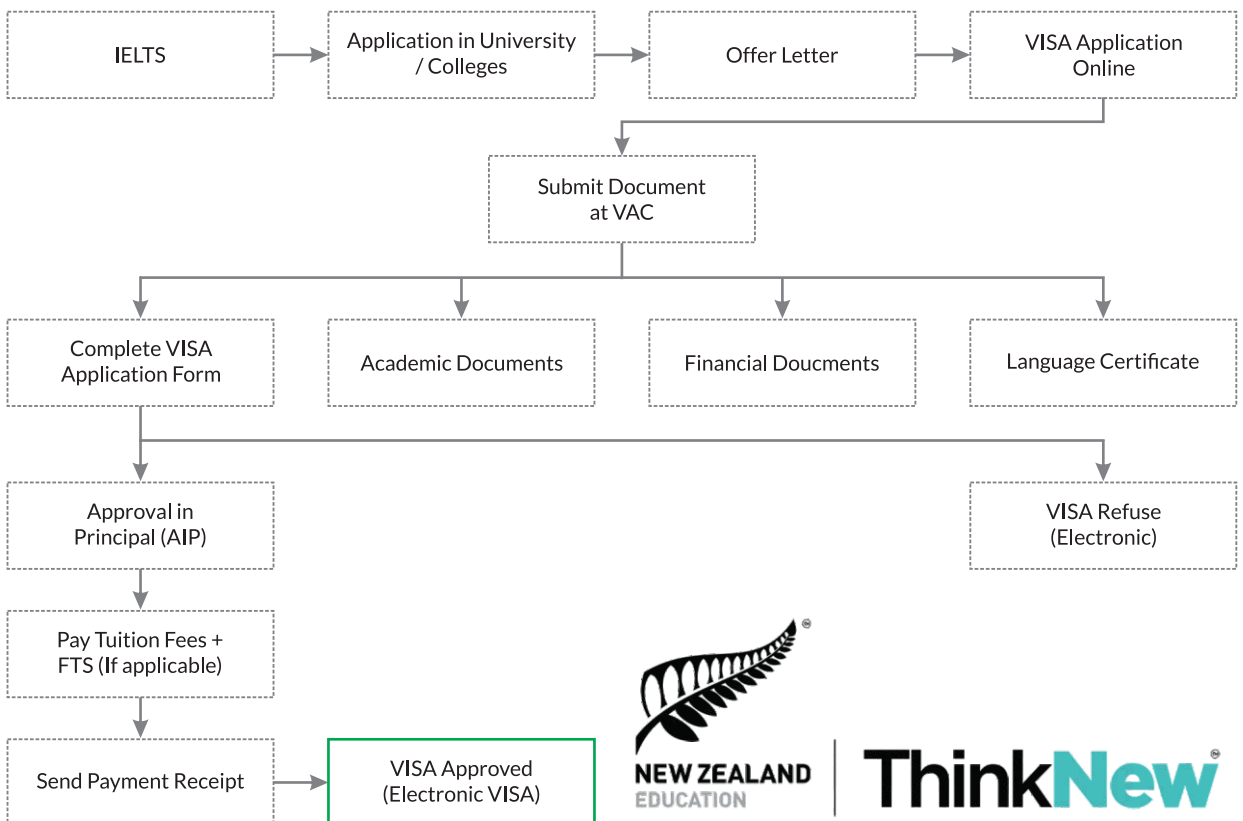 IELTS
Application in University
/ Colleges
Offer Letter
VISA Application
Online
Submit Document
at VAC
Complete VISA
Application Form
Academic Documents
Financial Doucments
Language Certificate
Approval in
Principal (AIP)
VISA Refuse
(Electronic)
Pay Tuition Fees +
FTS (If applicable)
Send Payment Receipt
VISA Approved
(Electronic VISA)
NEW ZEALAND
EDUCATION
ThinkNew